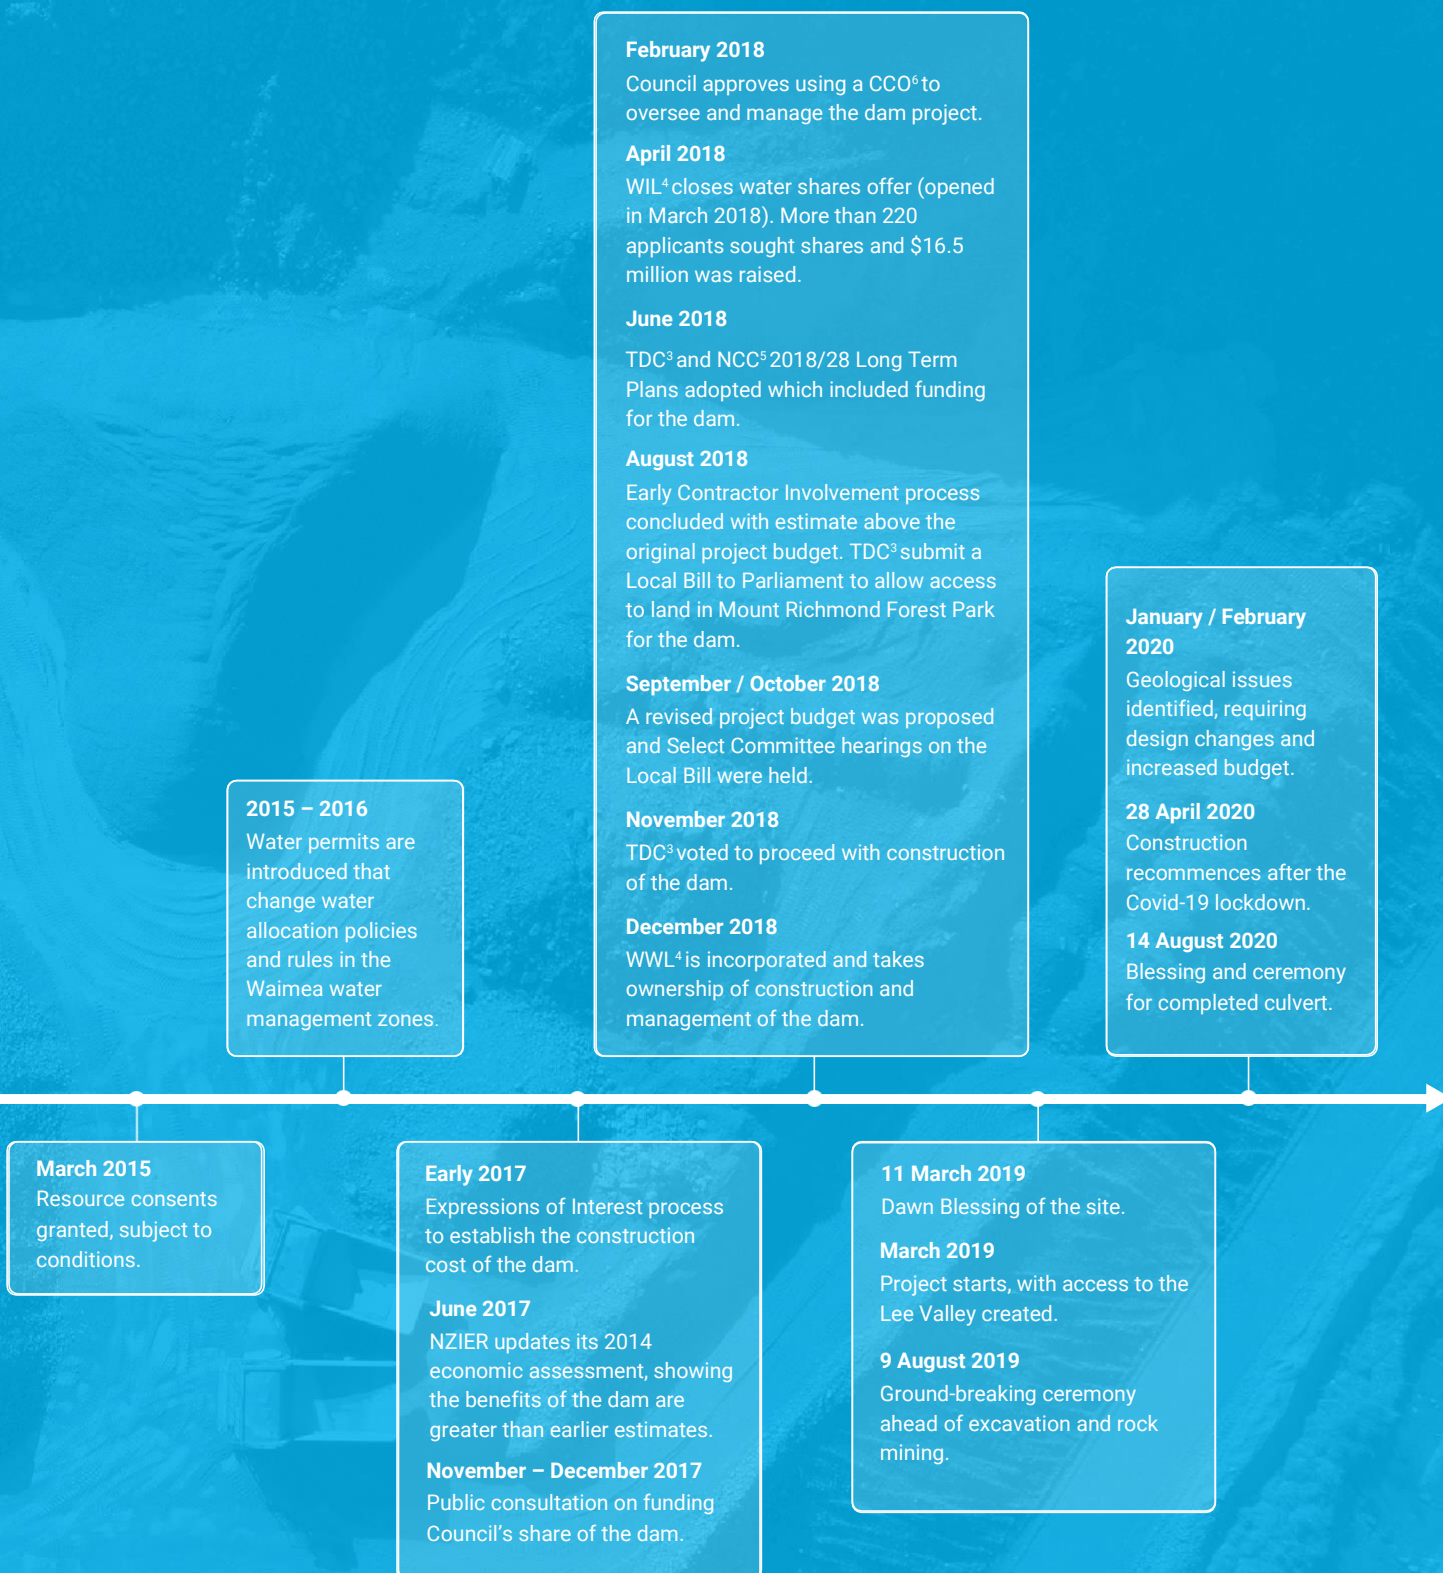 March 2015
Resource consents
granted, subject to
conditions.
2015 – 2016
Water permits are
introduced that
change water
allocation policies
and rules in the
Waimea water
management zones.
Early 2017
Expressions of Interest process
to establish the construction
cost of the dam.
June 2017
NZIER updates its 2014
economic assessment, showing
the benefits of the dam are
greater than earlier estimates.
November – December 2017
Public consultation on funding
Council’s share of the dam.
February 2018
Council approves using a CCO⁶ to
oversee and manage the dam project.
April 2018
WIL⁴ closes water shares offer (opened
in March 2018). More than 220
applicants sought shares and $16.5
million was raised.
June 2018
TDC³ and NCC⁵ 2018/28 Long Term
Plans adopted which included funding
for the dam.
August 2018
Early Contractor Involvement process
concluded with estimate above the
original project budget. TDC³ submit a
Local Bill to Parliament to allow access
to land in Mount Richmond Forest Park
for the dam.
September / October 2018
A revised project budget was proposed
and Select Committee hearings on the
Local Bill were held.
November 2018
TDC³ voted to proceed with construction
of the dam.
December 2018
WWL⁴ is incorporated and takes
ownership of construction and
management of the dam.
11 March 2019
Dawn Blessing of the site.
March 2019
Project starts, with access to the
Lee Valley created.
9 August 2019
Ground-breaking ceremony
ahead of excavation and rock
mining.
January / February
2020
Geological issues
identified, requiring
design changes and
increased budget.
28 April 2020
Construction
recommences after the
Covid-19 lockdown.
14 August 2020
Blessing and ceremony
for completed culvert.